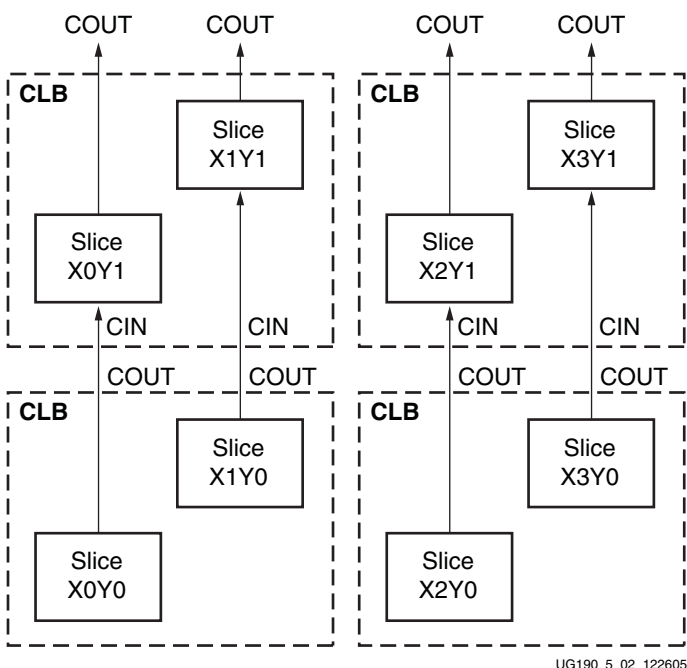 COUT COUT COUT COUT
CLB CLB
Slice
X1Y1
Slice
X3Y1
Slice
X0Y1
Slice
X2Y1
CIN CIN CIN CIN
COUT COUT COUT COUT
CLB CLB
Slice
X1Y0
Slice
X3Y0
Slice
X0Y0
Slice
X2Y0
UG190_5_02_122605